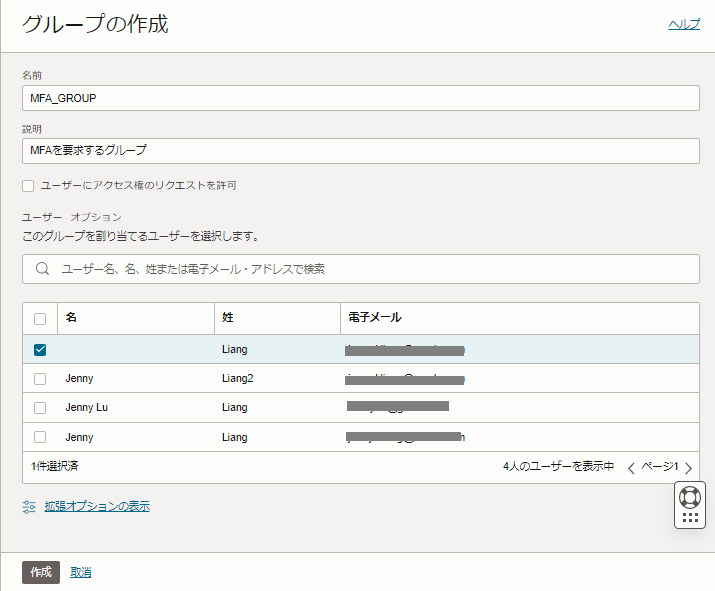 グループの作成 ヘルプ
名前
MFA_GROUP
説明
MFAを要求するグループ
ユーザーにアクセス権のリクエストを許可
ユーザー オプション
このグループを割り当てるユーザーを選択します。
ユーザー名、名、姓または電子メール・アドレスで検索
名 姓 電子メール
Liang
Jenny Liang2
Jenny Lu Liang
Jenny Liang
1件選択済 4人のユーザーを表示中 ページ1
拡張オプションの表示
作成 取消